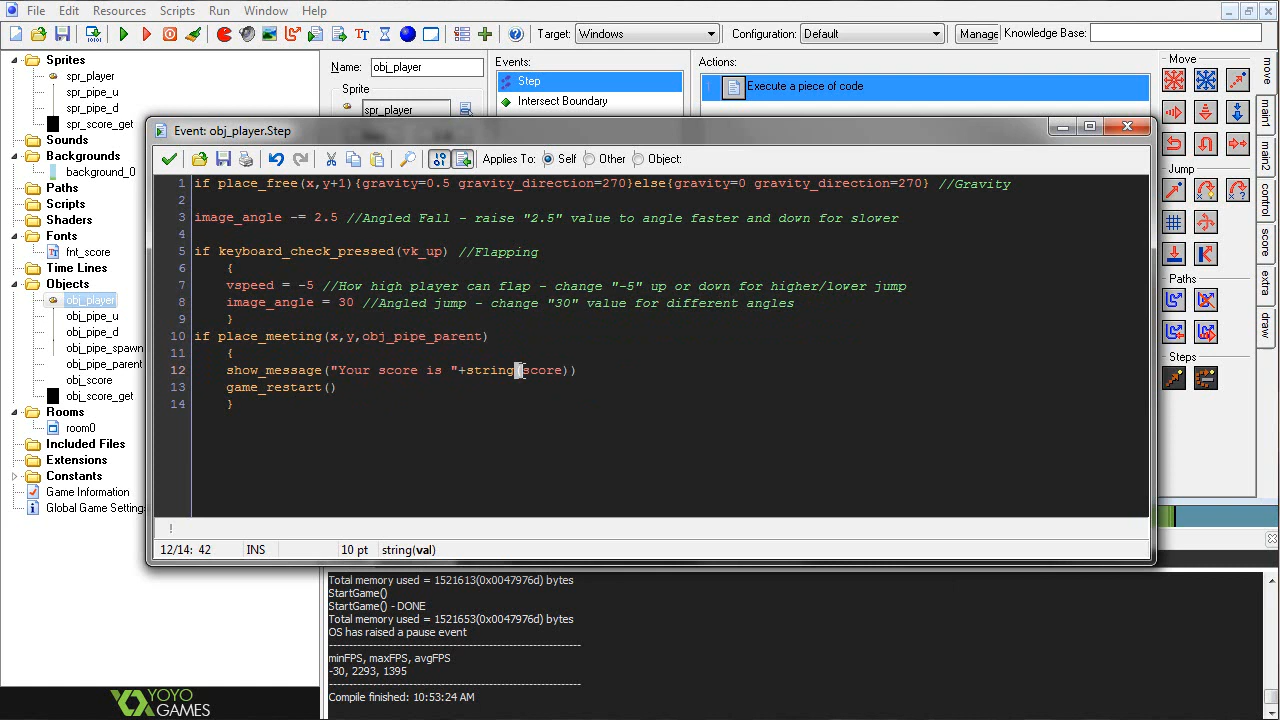 File Edit Resources Scripts Run Window Help
Target: Windows Configuration: Default Manage Knowledge Base:
Sprites
spr_player
spr_pipe_u
spr_pipe_d
spr_score_get
Sounds
Backgrounds
background_0
Paths
Scripts
Shaders
Fonts
fnt_score
Time Lines
Objects
obj_player
obj_pipe_u
obj_pipe_d
obj_pipe_spawn
obj_pipe_parent
obj_score
obj_score_get
Rooms
room0
Included Files
Extensions
Constants
Game Information
Global Game Setting
YOYO
GAMES
Name: obj_player
Sprite
spr_player
Events:
Step
Intersect Boundary
Actions:
Execute a piece of code
Event: obj_player.Step
Applies To: Self Other Object:
1 if place_free(x,y+1){gravity=0.5 gravity_direction=270}else{gravity=0 gravity_direction=270} //Gravity
2
3 image_angle -= 2.5 //Angled Fall - raise "2.5" value to angle faster and down for slower
4
5 if keyboard_check_pressed(vk_up) //Flapping
6 {
7 vspeed = -5 //How high player can flap - change "-5" up or down for higher/lower jump
8 image_angle = 30 //Angled jump - change "30" value for different angles
9 }
10 if place_meeting(x,y,obj_pipe_parent)
11 {
12 show_message("Your score is "+string(score))
13 game_restart()
14 }
!
12/14: 42 INS 10 pt string(val)
Total memory used = 1521613(0x0047976d) bytes
StartGame()
StartGame() - DONE
Total memory used = 1521653(0x0047976d) bytes
OS has raised a pause event
minFPS, maxFPS, avgFPS
-30, 2293, 1395
Compile finished: 10:53:24 AM
Move
Jump
Paths
Steps
move
main1
main2
control
score
extra
draw